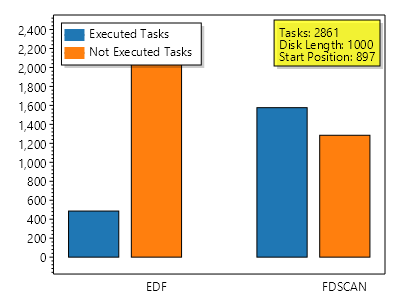 2,400
2,200
2,000
1,800
1,600
1,400
1,200
1,000
800
600
400
200
0
Executed Tasks
Not Executed Tasks
Tasks: 2861
Disk Length: 1000
Start Position: 897
EDF
FDSCAN